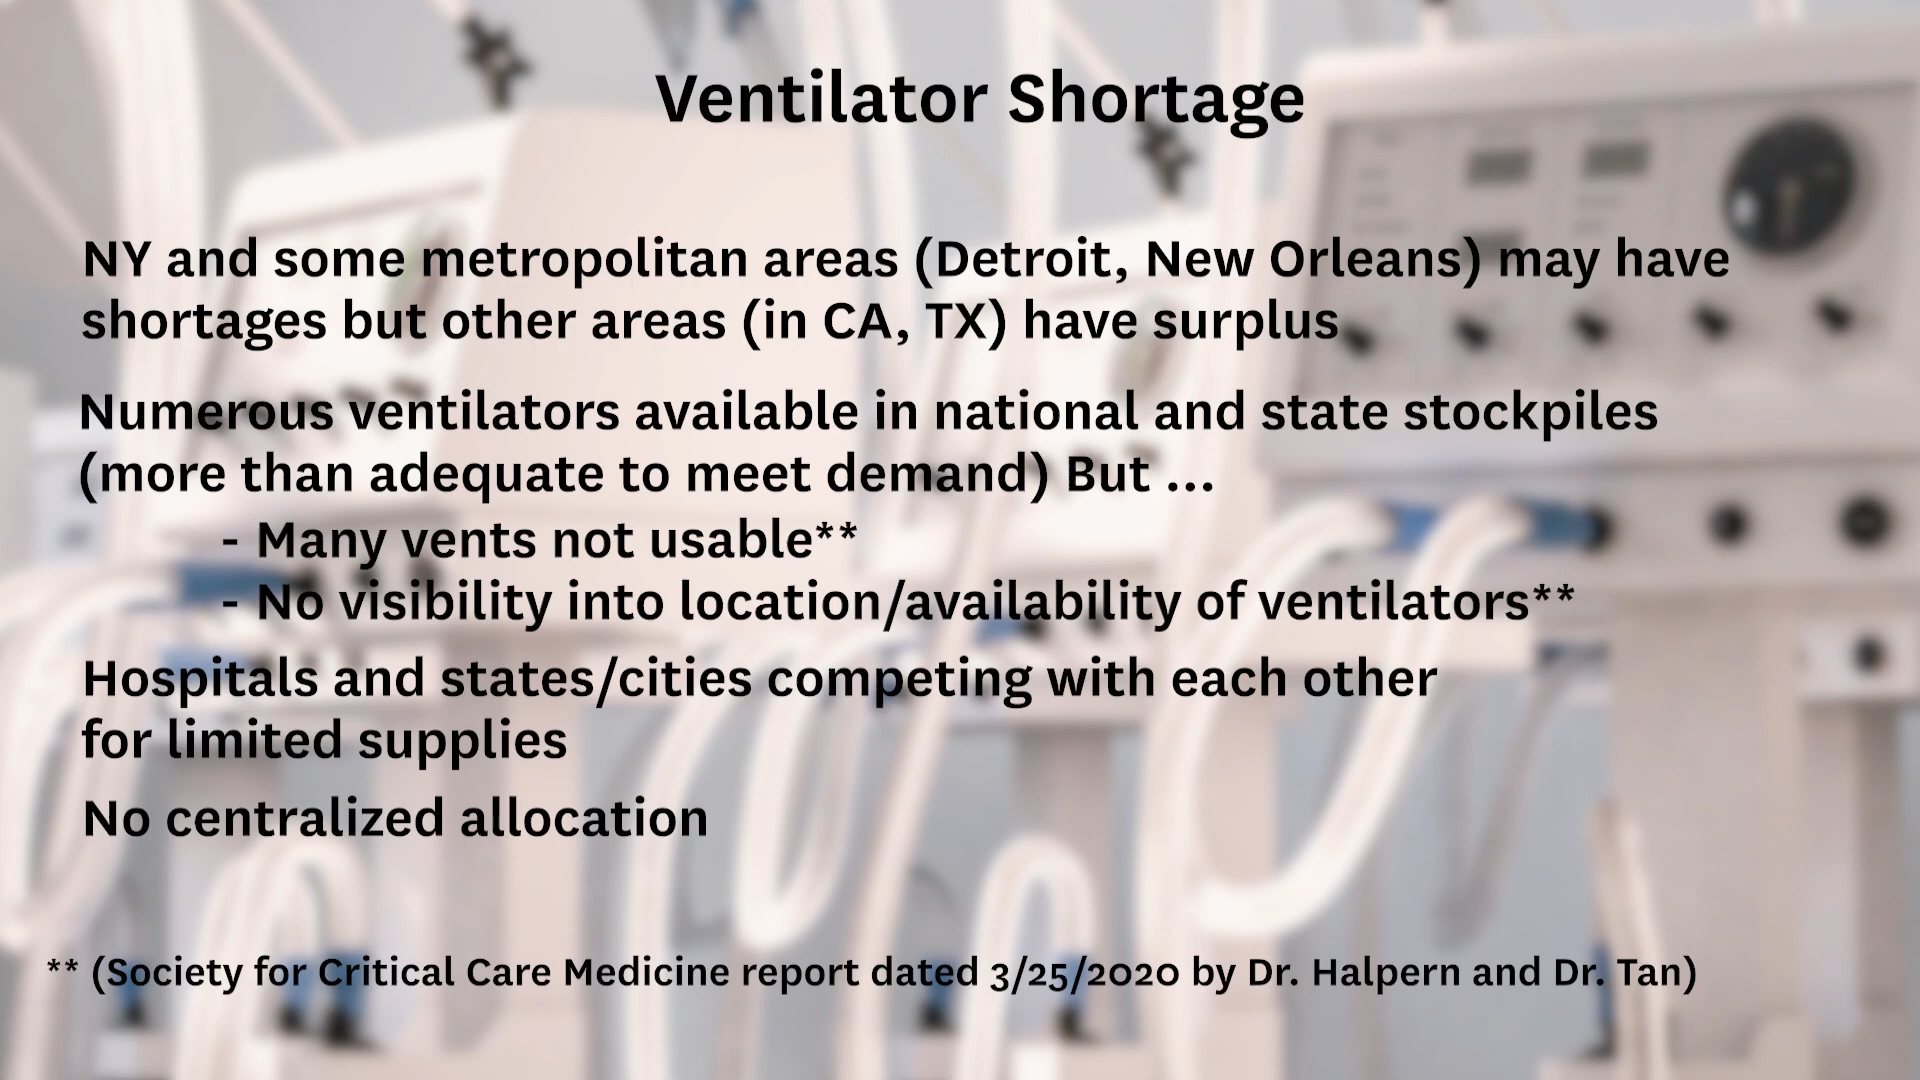 Ventilator Shortage
NY and some metropolitan areas (Detroit, New Orleans) may have
shortages but other areas (in CA, TX) have surplus
Numerous ventilators available in national and state stockpiles
(more than adequate to meet demand) But ...
- Many vents not usable**
- No visibility into location/availability of ventilators**
Hospitals and states/cities competing with each other
for limited supplies
No centralized allocation
** (Society for Critical Care Medicine report dated 3/25/2020 by Dr. Halpern and Dr. Tan)